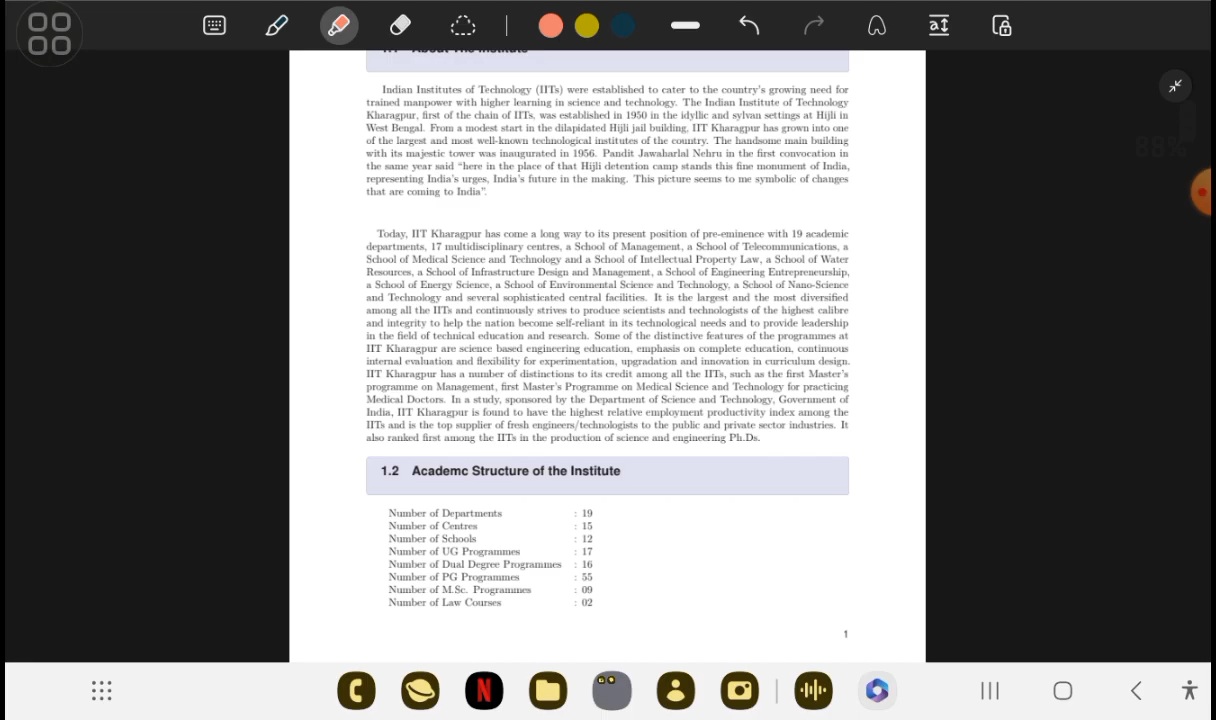 1.1 About The Institute
88%
Indian Institutes of Technology (IITs) were established to cater to the country's growing need for
trained manpower with higher learning in science and technology. The Indian Institute of Technology
Kharagpur, first of the chain of IITs, was established in 1950 in the idyllic and sylvan settings at Hijli in
West Bengal. From a modest start in the dilapidated Hijli jail building, IIT Kharagpur has grown into one
of the largest and most well-known technological institutes of the country. The handsome main building
with its majestic tower was inaugurated in 1956. Pandit Jawaharlal Nehru in the first convocation in
the same year said “here in the place of that Hijli detention camp stands this fine monument of India,
representing India's urges, India's future in the making. This picture seems to me symbolic of changes
that are coming to India”.
Today, IIT Kharagpur has come a long way to its present position of pre-eminence with 19 academic
departments, 17 multidisciplinary centres, a School of Management, a School of Telecommunications, a
School of Medical Science and Technology and a School of Intellectual Property Law, a School of Water
Resources, a School of Infrastructure Design and Management, a School of Engineering Entrepreneurship,
a School of Energy Science, a School of Environmental Science and Technology, a School of Nano-Science
and Technology and several sophisticated central facilities. It is the largest and the most diversified
among all the IITs and continuously strives to produce scientists and technologists of the highest calibre
and integrity to help the nation become self-reliant in its technological needs and to provide leadership
in the field of technical education and research. Some of the distinctive features of the programmes at
IIT Kharagpur are science based engineering education, emphasis on complete education, continuous
internal evaluation and flexibility for experimentation, upgradation and innovation in curriculum design.
IIT Kharagpur has a number of distinctions to its credit among all the IITs, such as the first Master's
programme on Management, first Master's Programme on Medical Science and Technology for practicing
Medical Doctors. In a study, sponsored by the Department of Science and Technology, Government of
India, IIT Kharagpur is found to have the highest relative employment productivity index among the
IITs and is the top supplier of fresh engineers/technologists to the public and private sector industries. It
also ranked first among the IITs in the production of science and engineering Ph.Ds.
1.2 Academc Structure of the Institute
Number of Departments : 19
Number of Centres : 15
Number of Schools : 12
Number of UG Programmes : 17
Number of Dual Degree Programmes : 16
Number of PG Programmes : 55
Number of M.Sc. Programmes : 09
Number of Law Courses : 02
1